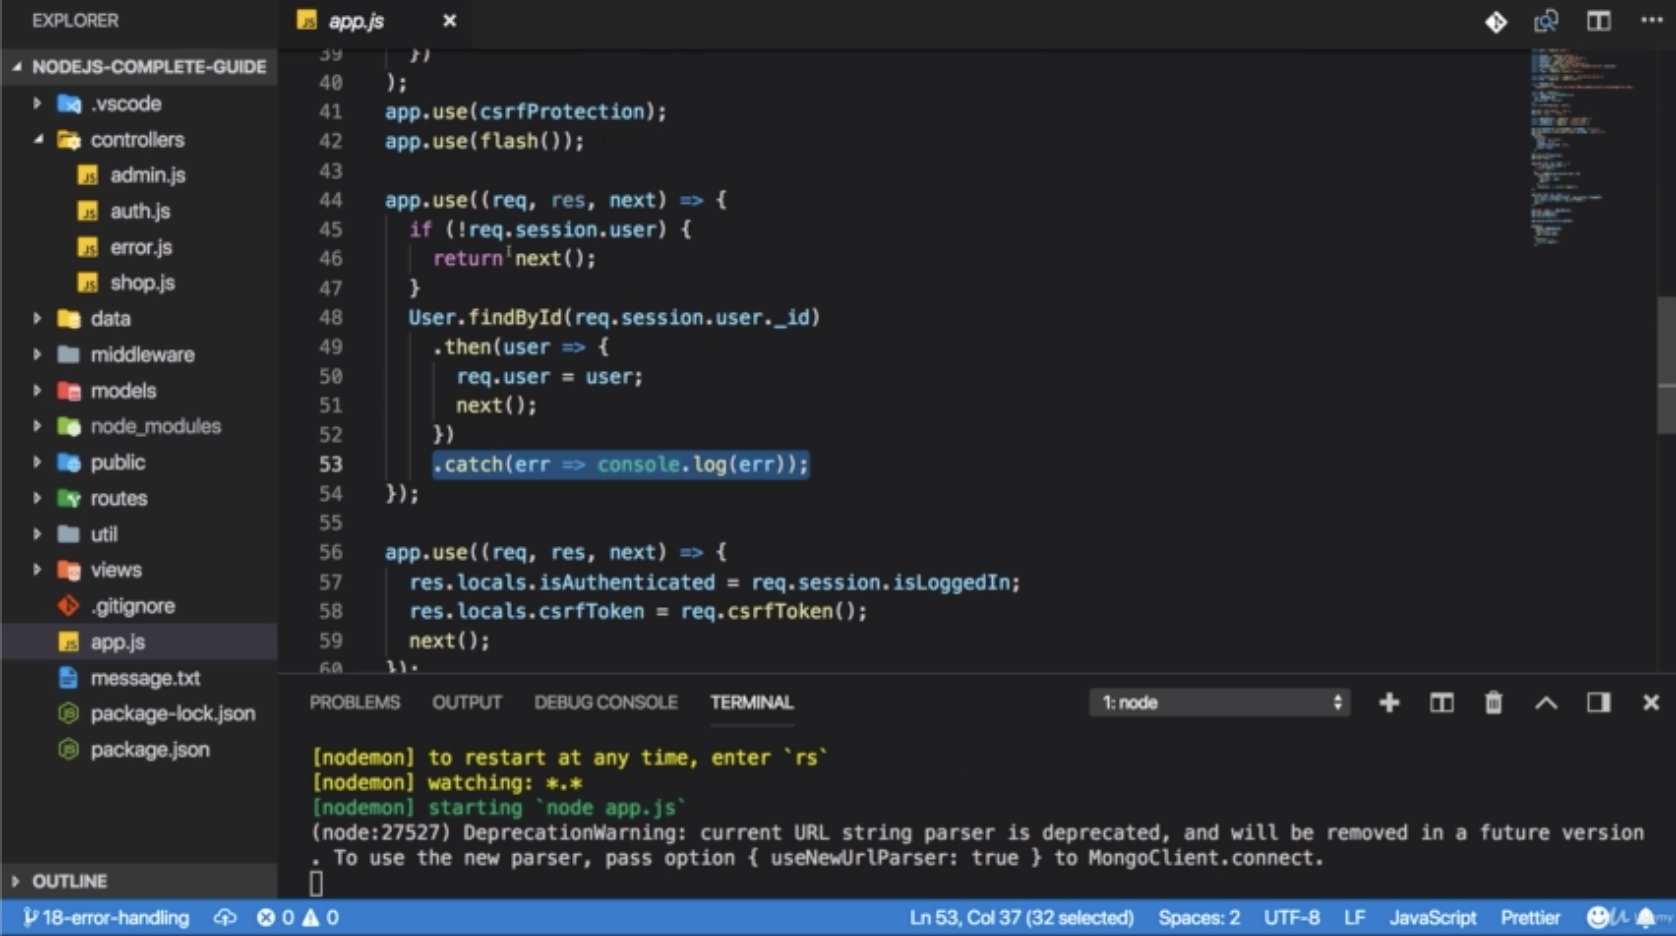 EXPLORER
NODEJS-COMPLETE-GUIDE
.vscode
controllers
admin.js
auth.js
error.js
shop.js
data
middleware
models
node_modules
public
routes
util
views
.gitignore
app.js
message.txt
package-lock.json
package.json
OUTLINE
app.js
39 })
40 );
41 app.use(csrfProtection);
42 app.use(flash());
43
44 app.use((req, res, next) => {
45 if (!req.session.user) {
46 return next();
47 }
48 User.findById(req.session.user._id)
49 .then(user => {
50 req.user = user;
51 next();
52 })
53 .catch(err => console.log(err));
54 });
55
56 app.use((req, res, next) => {
57 res.locals.isAuthenticated = req.session.isLoggedIn;
58 res.locals.csrfToken = req.csrfToken();
59 next();
60 });
PROBLEMS OUTPUT DEBUG CONSOLE TERMINAL 1: node
[nodemon] to restart at any time, enter `rs`
[nodemon] watching: *.*
[nodemon] starting `node app.js`
(node:27527) DeprecationWarning: current URL string parser is deprecated, and will be removed in a future version
. To use the new parser, pass option { useNewUrlParser: true } to MongoClient.connect.
18-error-handling 0 0 Ln 53, Col 37 (32 selected) Spaces: 2 UTF-8 LF JavaScript Prettier